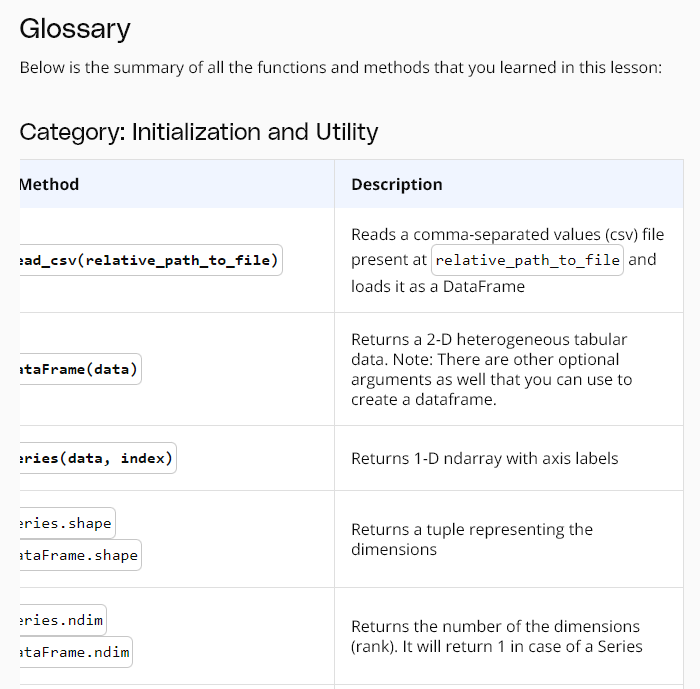 Glossary
Below is the summary of all the functions and methods that you learned in this lesson:
Category: Initialization and Utility
Method
Description
ead_csv(relative_path_to_file)
Reads a comma-separated values (csv) file
present at relative_path_to_file and
loads it as a DataFrame
ataFrame(data)
Returns a 2-D heterogeneous tabular
data. Note: There are other optional
arguments as well that you can use to
create a dataframe.
eries(data, index)
Returns 1-D ndarray with axis labels
eries.shape
ataFrame.shape
Returns a tuple representing the
dimensions
eries.ndim
ataFrame.ndim
Returns the number of the dimensions
(rank). It will return 1 in case of a Series